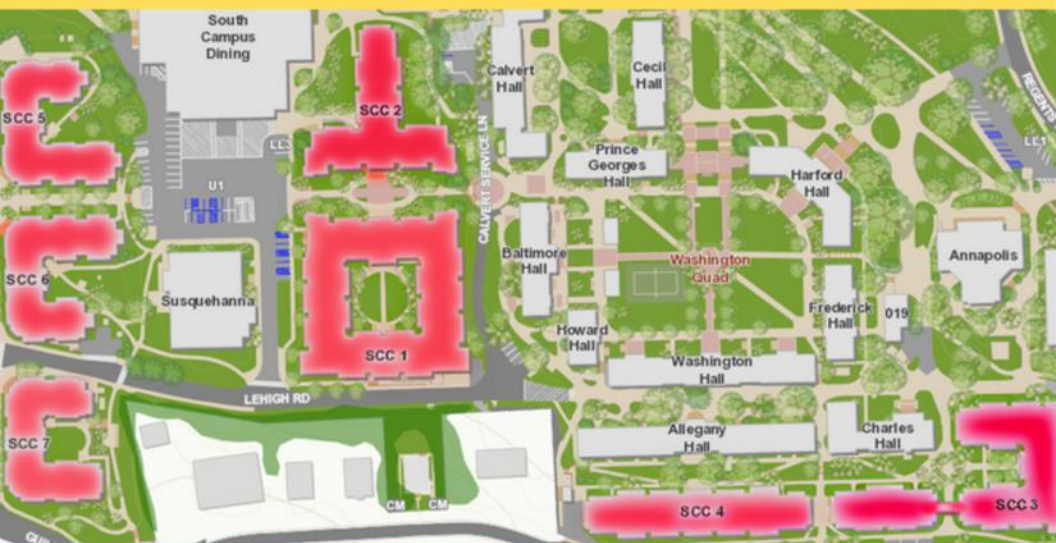 South
Campus
Dining
SCC 5
SCC 2
Calvert
Hall
Cecil
Hall
REGENTS
LL1
Prince
Georges
Hall
Harford
Hall
U1
CALVERT SERVICE LN
SCC 6
Susquehanna
Baltimore
Hall
Washington
Quad
Annapolis
SCC 1
Howard
Hall
Frederick
Hall
019
Washington
Hall
LEHIGH RD
SCC 7
Allegany
Hall
Charles
Hall
CM
CM
SCC 4
SCC 3